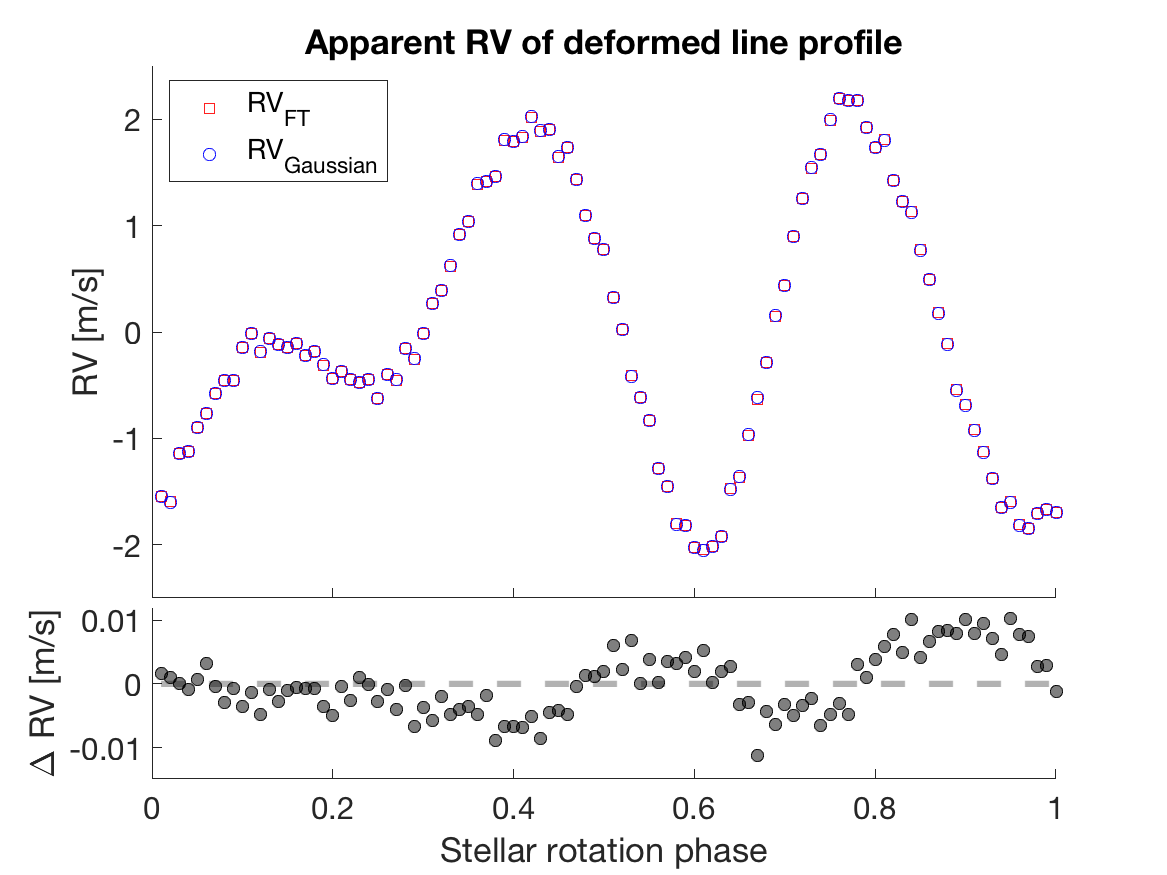 Apparent RV of deformed line profile
RV_FT
RV_Gaussian
RV [m/s]
2
1
0
-1
-2
Δ RV [m/s]
0.01
0
-0.01
0 0.2 0.4 0.6 0.8 1
Stellar rotation phase